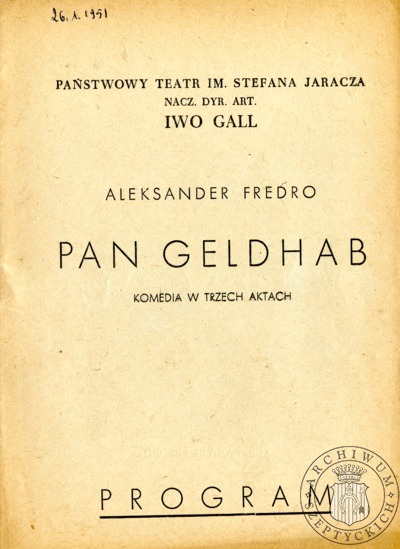 26.1.1951
PAŃSTWOWY TEATR IM. STEFANA JARACZA
NACZ. DYR. ART.
IWO GALL
ALEKSANDER FREDRO
PAN GELDHAB
KOMEDIA W TRZECH AKTACH
PROGRAM
ARCHIWUM
SZEPTYCKICH